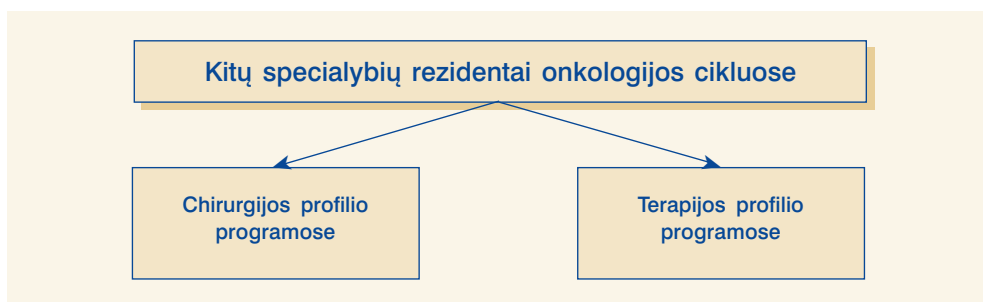 Kitų specialybių rezidentai onkologijos cikluose
Chirurgijos profilio
programose
Terapijos profilio
programose